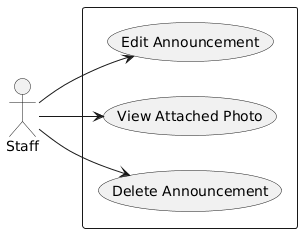 Edit Announcement
View Attached Photo
Staff
Delete Announcement